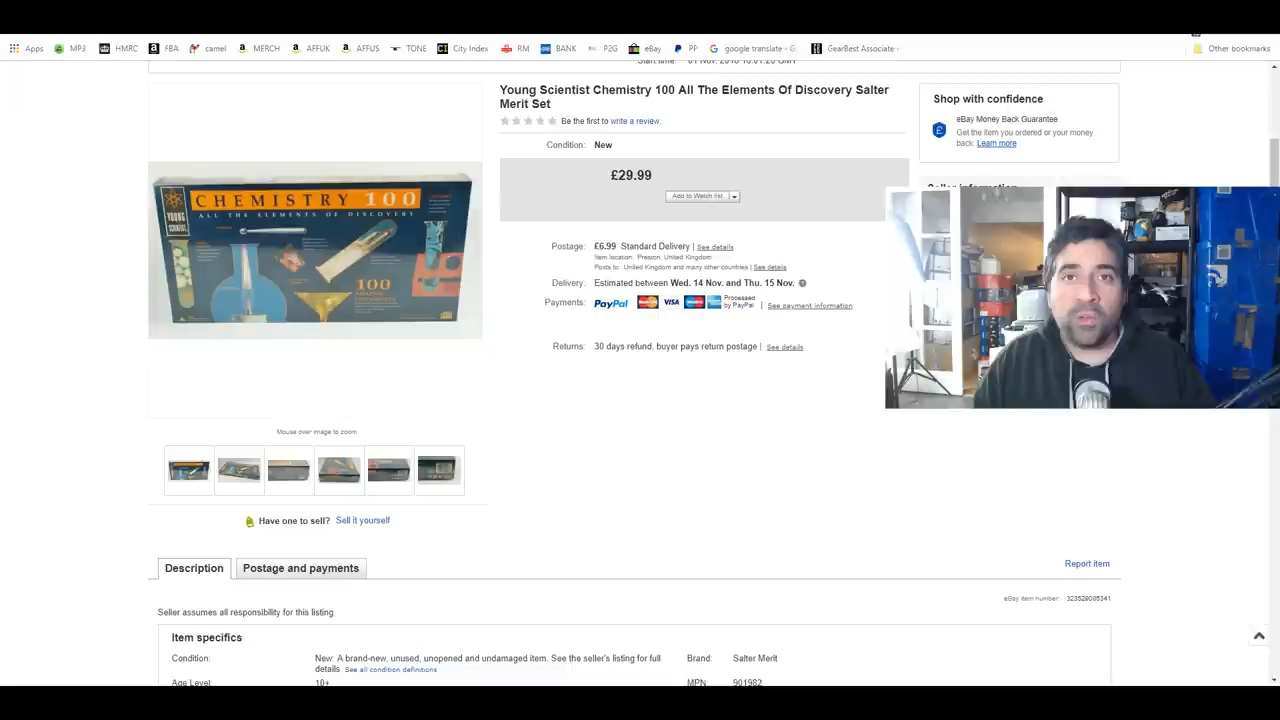 Apps MP3 HMRC FBA camel MERCH AFFUK AFFUS TONE City Index RM BANK P2G eBay PP google translate - G GearBest Associate Other bookmarks
Young Scientist Chemistry 100 All The Elements Of Discovery Salter
Merit Set
Be the first to write a review.
Condition: New
£29.99
Add to Watch list
Postage: £6.99 Standard Delivery | See details
Item location: Preston, United Kingdom
Posts to: United Kingdom and many other countries | See details
Delivery: Estimated between Wed. 14 Nov. and Thu. 15 Nov.
Payments: PayPal MasterCard VISA Processed by PayPal | See payment information
Returns: 30 days refund, buyer pays return postage | See details
Shop with confidence
eBay Money Back Guarantee
Get the item you ordered or your money
back. Learn more
CHEMISTRY 100
ALL THE ELEMENTS OF DISCOVERY
YOUNG
SCIENTIST
100
Mouse over image to zoom
Have one to sell? Sell it yourself
Description Postage and payments Report item
eBay item number: 323529085341
Seller assumes all responsibility for this listing.
Item specifics
Condition: New: A brand-new, unused, unopened and undamaged item. See the seller's listing for full Brand: Salter Merit
details. See all condition definitions
Age Level: 10+ MPN: 901982